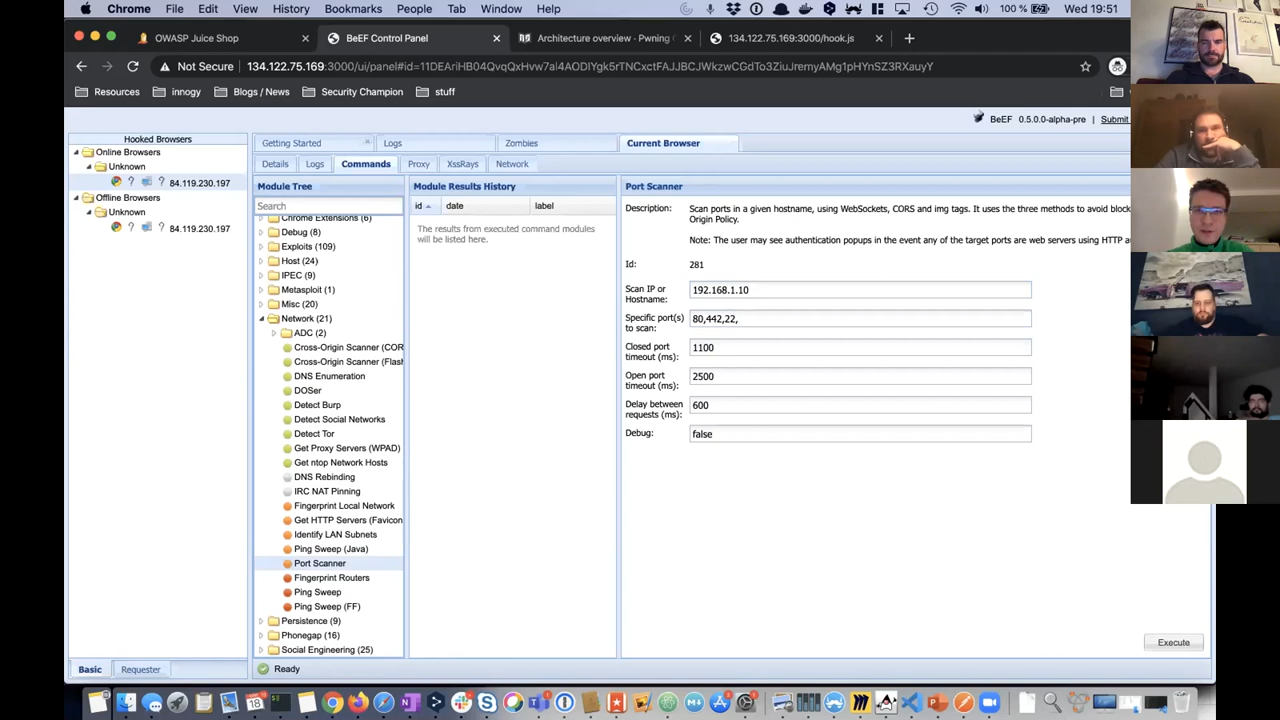 Chrome File Edit View History Bookmarks People Tab Window Help 100 % Wed 19:51
OWASP Juice Shop × BeEF Control Panel × Architecture overview - Pwning × 134.122.75.169:3000/hook.js × +
Not Secure 134.122.75.169:3000/ui/panel#id=
Resources innogy Blogs / News Security Champion stuff
BeEF 0.5.0.0-alpha-pre | Submit
Hooked Browsers
Online Browsers
Unknown
? ? 84.119.230.197
Offline Browsers
Unknown
? ? 84.119.230.197
Basic Requester
Getting Started Logs Zombies Current Browser
Details Logs Commands Proxy XssRays Network
Module Tree
Search
Chrome Extensions (6)
Debug (8)
Exploits (109)
Host (24)
IPEC (9)
Metasploit (1)
Misc (20)
Network (21)
ADC (2)
Cross-Origin Scanner (COR
Cross-Origin Scanner (Flash
DNS Enumeration
DOSer
Detect Burp
Detect Social Networks
Detect Tor
Get Proxy Servers (WPAD)
Get ntop Network Hosts
DNS Rebinding
IRC NAT Pinning
Fingerprint Local Network
Get HTTP Servers (Favicon
Identify LAN Subnets
Ping Sweep (Java)
Port Scanner
Fingerprint Routers
Ping Sweep
Ping Sweep (FF)
Persistence (9)
Phonegap (16)
Social Engineering (25)
Ready
Module Results History
id date label
The results from executed command modules
will be listed here.
Port Scanner
Description: Scan ports in a given hostname, using WebSockets, CORS and img tags. It uses the three methods to avoid block
Origin Policy.
Note: The user may see authentication popups in the event any of the target ports are web servers using HTTP au
Id: 281
Scan IP or
Hostname: 192.168.1.10
Specific port(s)
to scan: 80,442,22,
Closed port
timeout (ms): 1100
Open port
timeout (ms): 2500
Delay between
requests (ms): 600
Debug: false
Execute